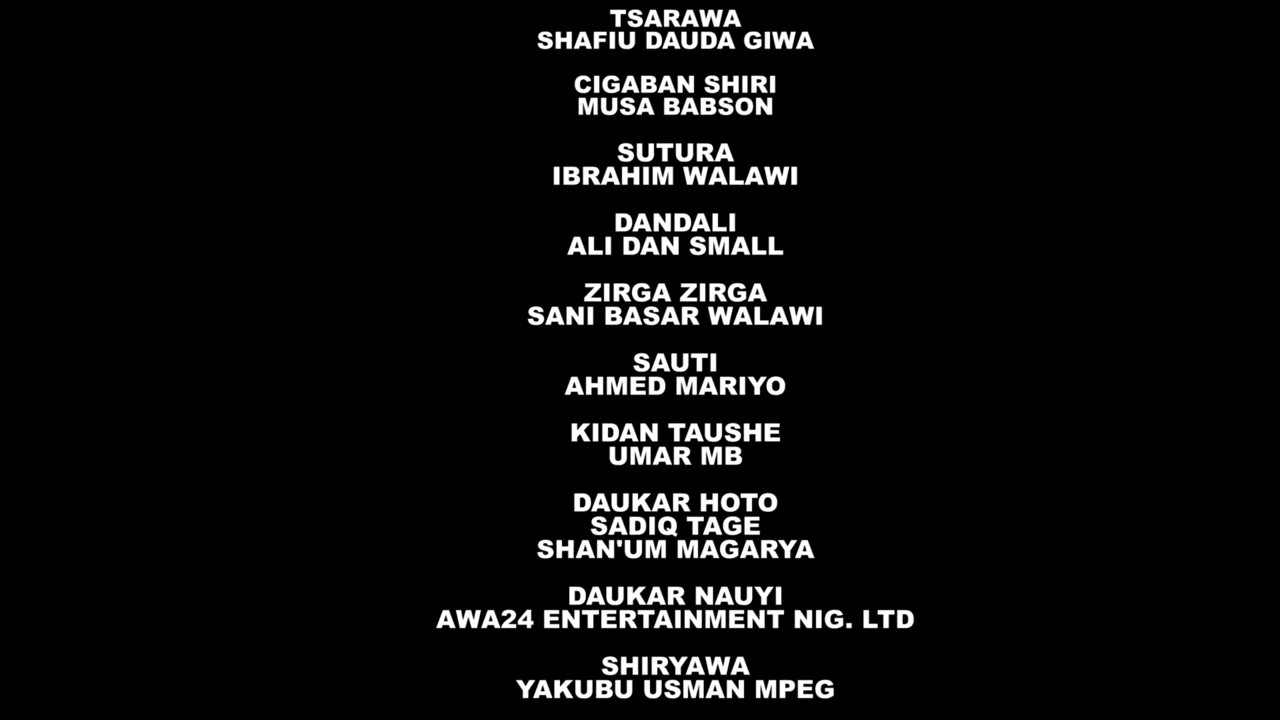 TSARAWA
SHAFIU DAUDA GIWA
CIGABAN SHIRI
MUSA BABSON
SUTURA
IBRAHIM WALAWI
DANDALI
ALI DAN SMALL
ZIRGA ZIRGA
SANI BASAR WALAWI
SAUTI
AHMED MARIYO
KIDAN TAUSHE
UMAR MB
DAUKAR HOTO
SADIQ TAGE
SHAN'UM MAGARYA
DAUKAR NAUYI
AWA24 ENTERTAINMENT NIG. LTD
SHIRYAWA
YAKUBU USMAN MPEG